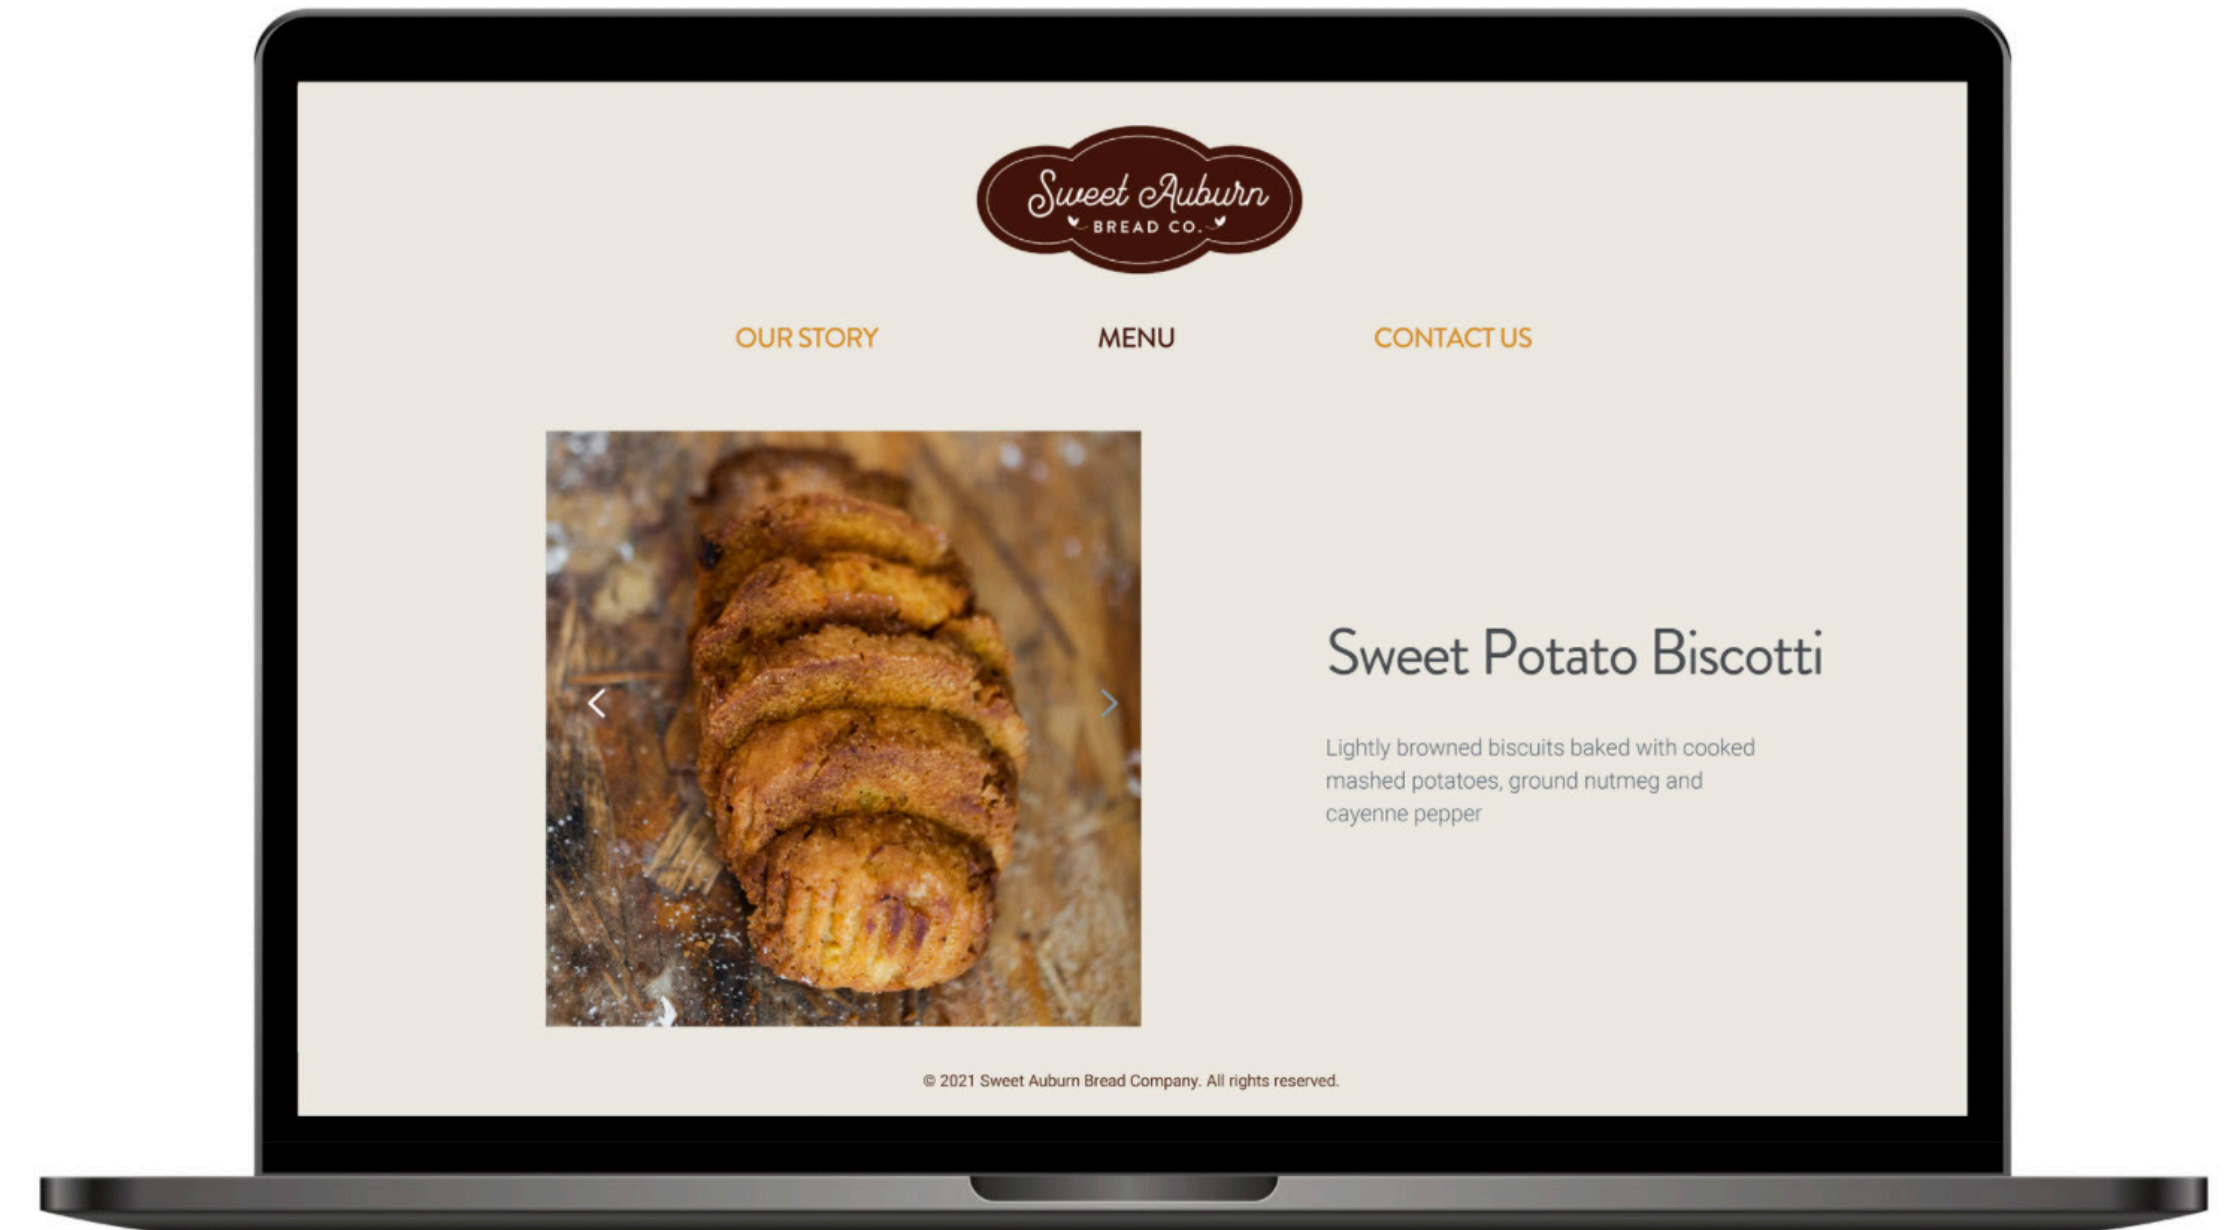 Sweet Auburn
BREAD CO.
OUR STORY
MENU
CONTACT US
Sweet Potato Biscotti
Lightly browned biscuits baked with cooked
mashed potatoes, ground nutmeg and
cayenne pepper
© 2021 Sweet Auburn Bread Company. All rights reserved.